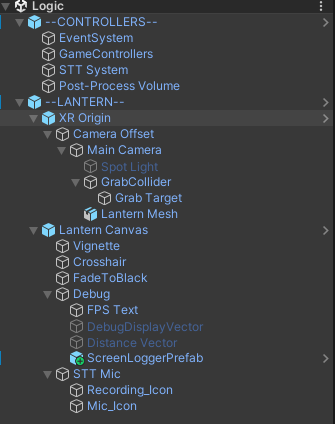 Logic
--CONTROLLERS--
EventSystem
GameControllers
STT System
Post-Process Volume
--LANTERN--
XR Origin
Camera Offset
Main Camera
Spot Light
GrabCollider
Grab Target
Lantern Mesh
Lantern Canvas
Vignette
Crosshair
FadeToBlack
Debug
FPS Text
DebugDisplayVector
Distance Vector
ScreenLoggerPrefab
STT Mic
Recording_Icon
Mic_Icon